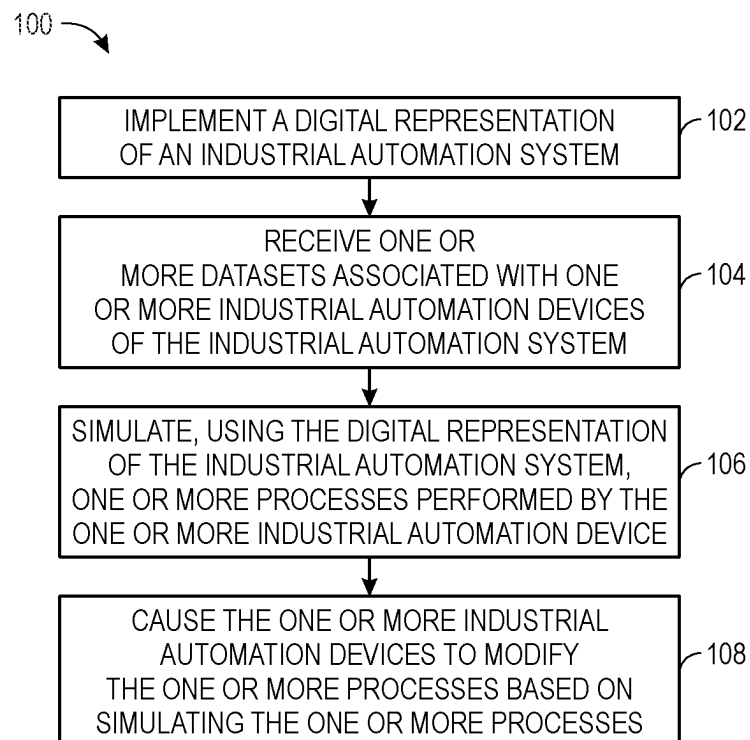 100
IMPLEMENT A DIGITAL REPRESENTATION
OF AN INDUSTRIAL AUTOMATION SYSTEM
102
RECEIVE ONE OR
MORE DATASETS ASSOCIATED WITH ONE
OR MORE INDUSTRIAL AUTOMATION DEVICES
OF THE INDUSTRIAL AUTOMATION SYSTEM
104
SIMULATE, USING THE DIGITAL REPRESENTATION
OF THE INDUSTRIAL AUTOMATION SYSTEM,
ONE OR MORE PROCESSES PERFORMED BY THE
ONE OR MORE INDUSTRIAL AUTOMATION DEVICE
106
CAUSE THE ONE OR MORE INDUSTRIAL
AUTOMATION DEVICES TO MODIFY
THE ONE OR MORE PROCESSES BASED ON
SIMULATING THE ONE OR MORE PROCESSES
108